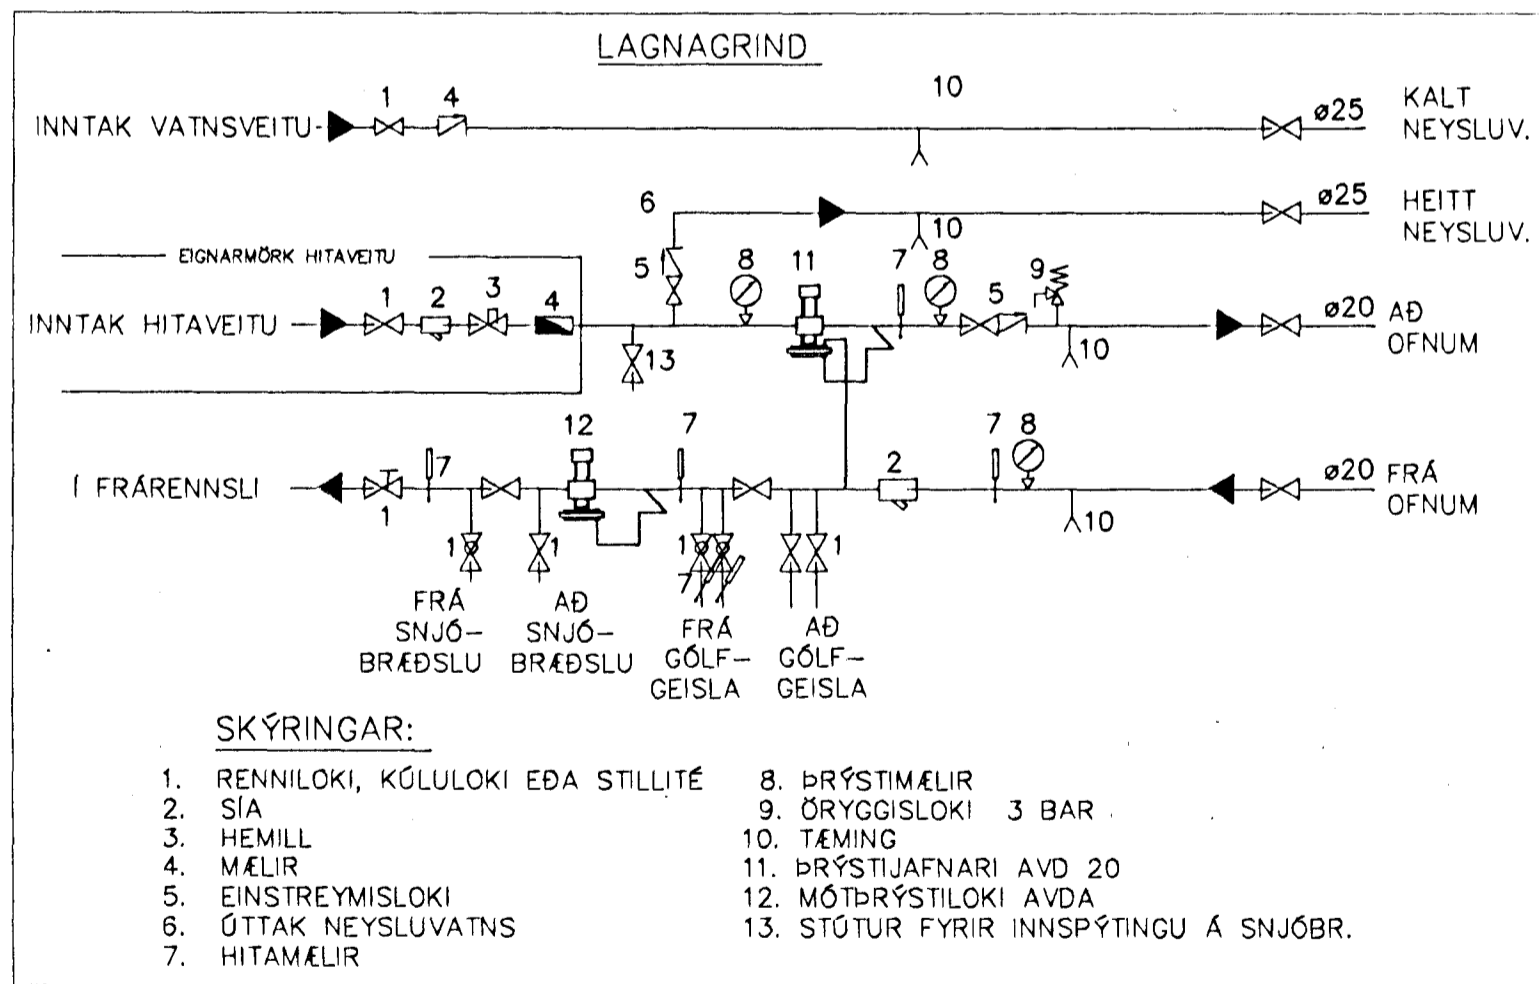 LAGNAGRIND
1 4 10
INNTAK VATNSVEITU ø25 KALT NEYSLUV.
6 10 ø25 HEITT NEYSLUV.
EIGNARMÖRK HITAVEITU
5 8 11 7 8 5 9
1 2 3 4
INNTAK HITAVEITU ø20 AÐ OFNUM
13 10
12 7 7 8
Í FRÁRENNSLI 7 2 ø20 FRÁ OFNUM
1 10
1 1 1 1
7
FRÁ SNJÓ-
BRÆÐSLU
AÐ SNJÓ-
BRÆÐSLU
FRÁ
GÓLF-
GEISLA
AÐ
GÓLF-
GEISLA
SKÝRINGAR:
1. RENNILOKI, KÚLULOKI EÐA STILLITÉ
2. SÍA
3. HEMILL
4. MÆLIR
5. EINSTREYMISLOKI
6. ÚTTAK NEYSLUVATNS
7. HITAMÆLIR
8. ÞRÝSTIMÆLIR
9. ÖRYGGISLOKI 3 BAR
10. TÆMING
11. ÞRÝSTIJAFNARI AVD 20
12. MÓTÞRÝSTILOKI AVDA
13. STÚTUR FYRIR INNSPÝTINGU Á SNJÓBR.